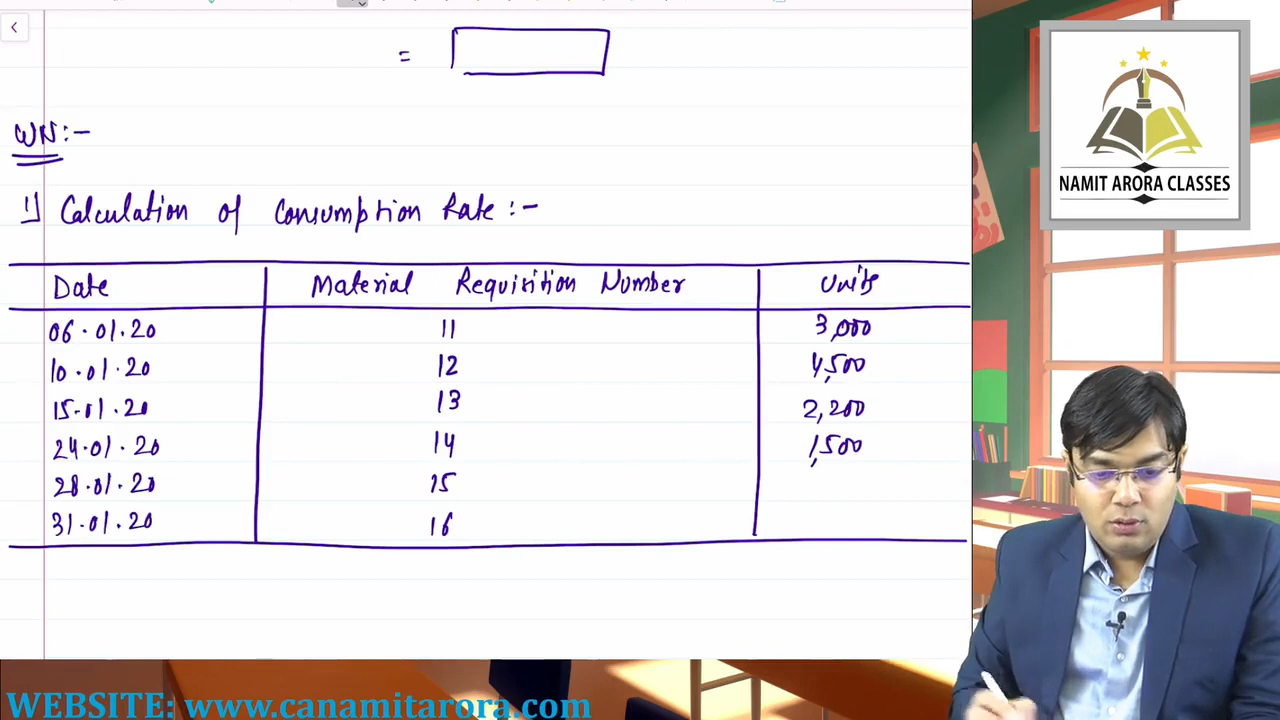 =
WN:-
1) Calculation of Consumption Rate :-
Date Material Requisition Number Units
06.01.20 11 3,000
10.01.20 12 4,500
15.01.20 13 2,200
24.01.20 14 1,500
28.01.20 15
31.01.20 16
NAMIT ARORA CLASSES
WEBSITE: www.canamitarora.com